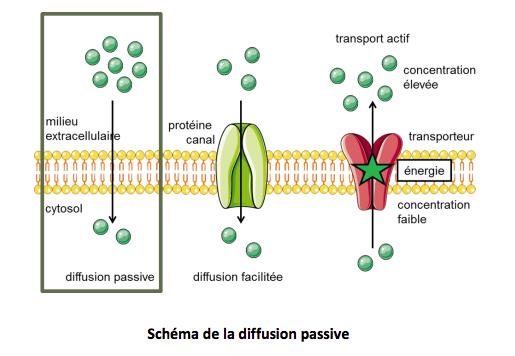 transport actif
concentration
élevée
milieu
extracellulaire
protéine
canal
transporteur
énergie
cytosol
concentration
faible
diffusion passive
diffusion facilitée
Schéma de la diffusion passive